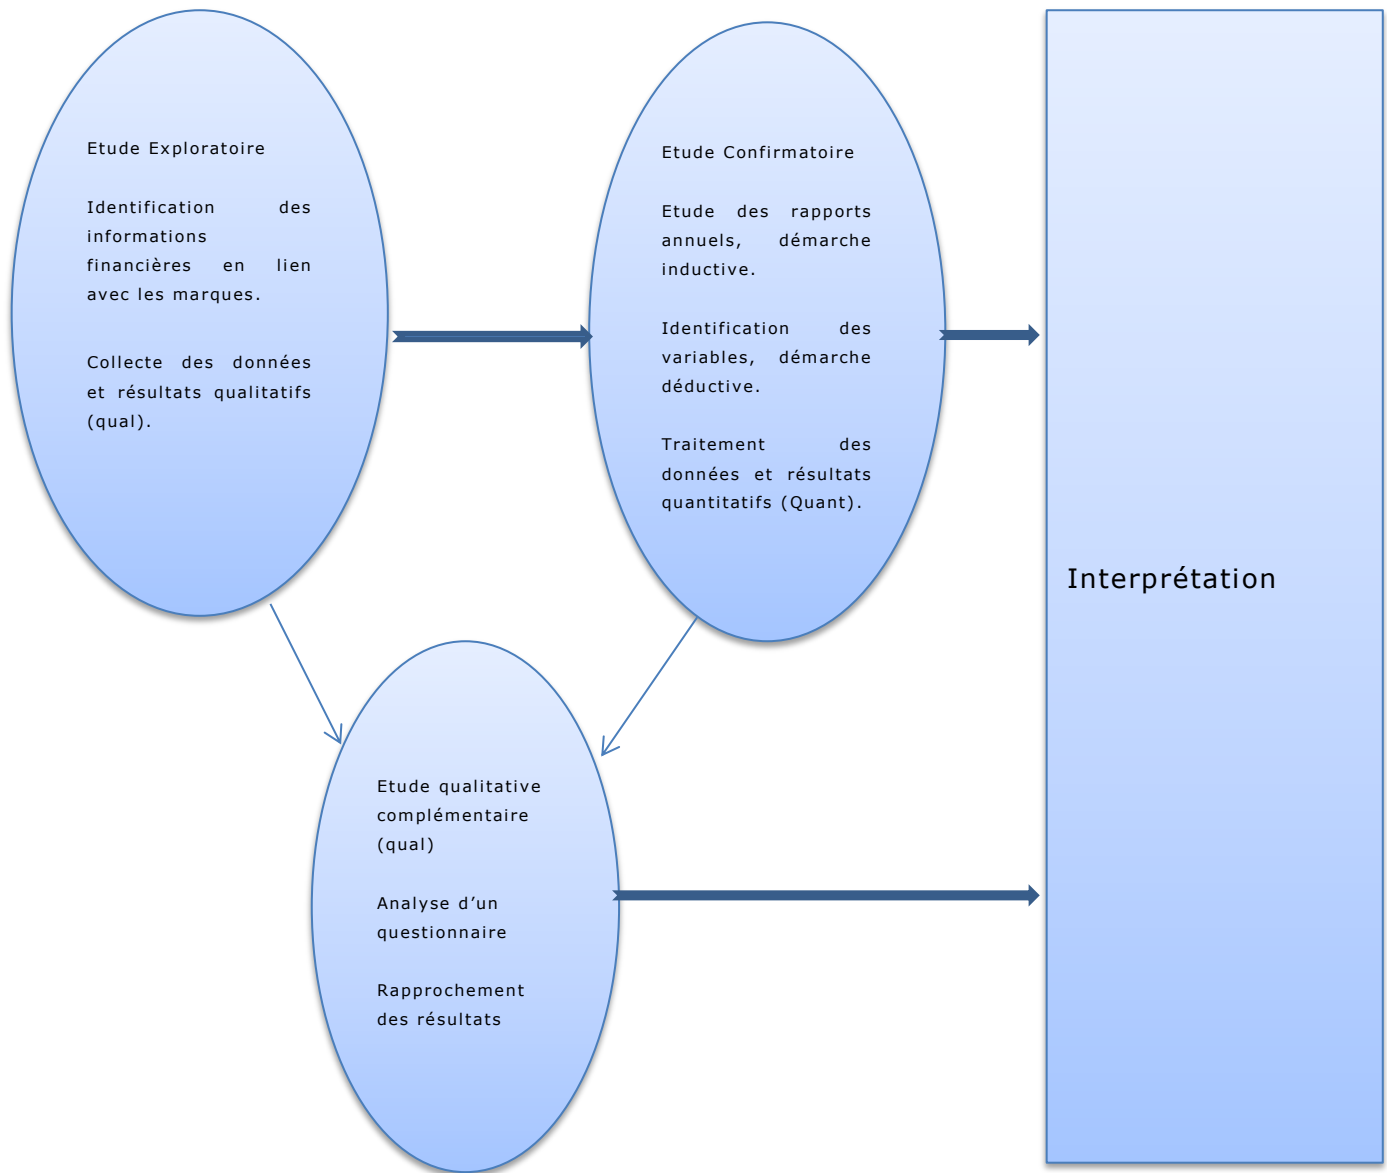 Etude Exploratoire
Identification des
informations
financières en lien
avec les marques.
Collecte des données
et résultats qualitatifs
(qual).
Etude Confirmatoire
Etude des rapports
annuels, démarche
inductive.
Identification des
variables, démarche
déductive.
Traitement des
données et résultats
quantitatifs (Quant).
Interprétation
Etude qualitative
complémentaire
(qual)
Analyse d’un
questionnaire
Rapprochement
des résultats